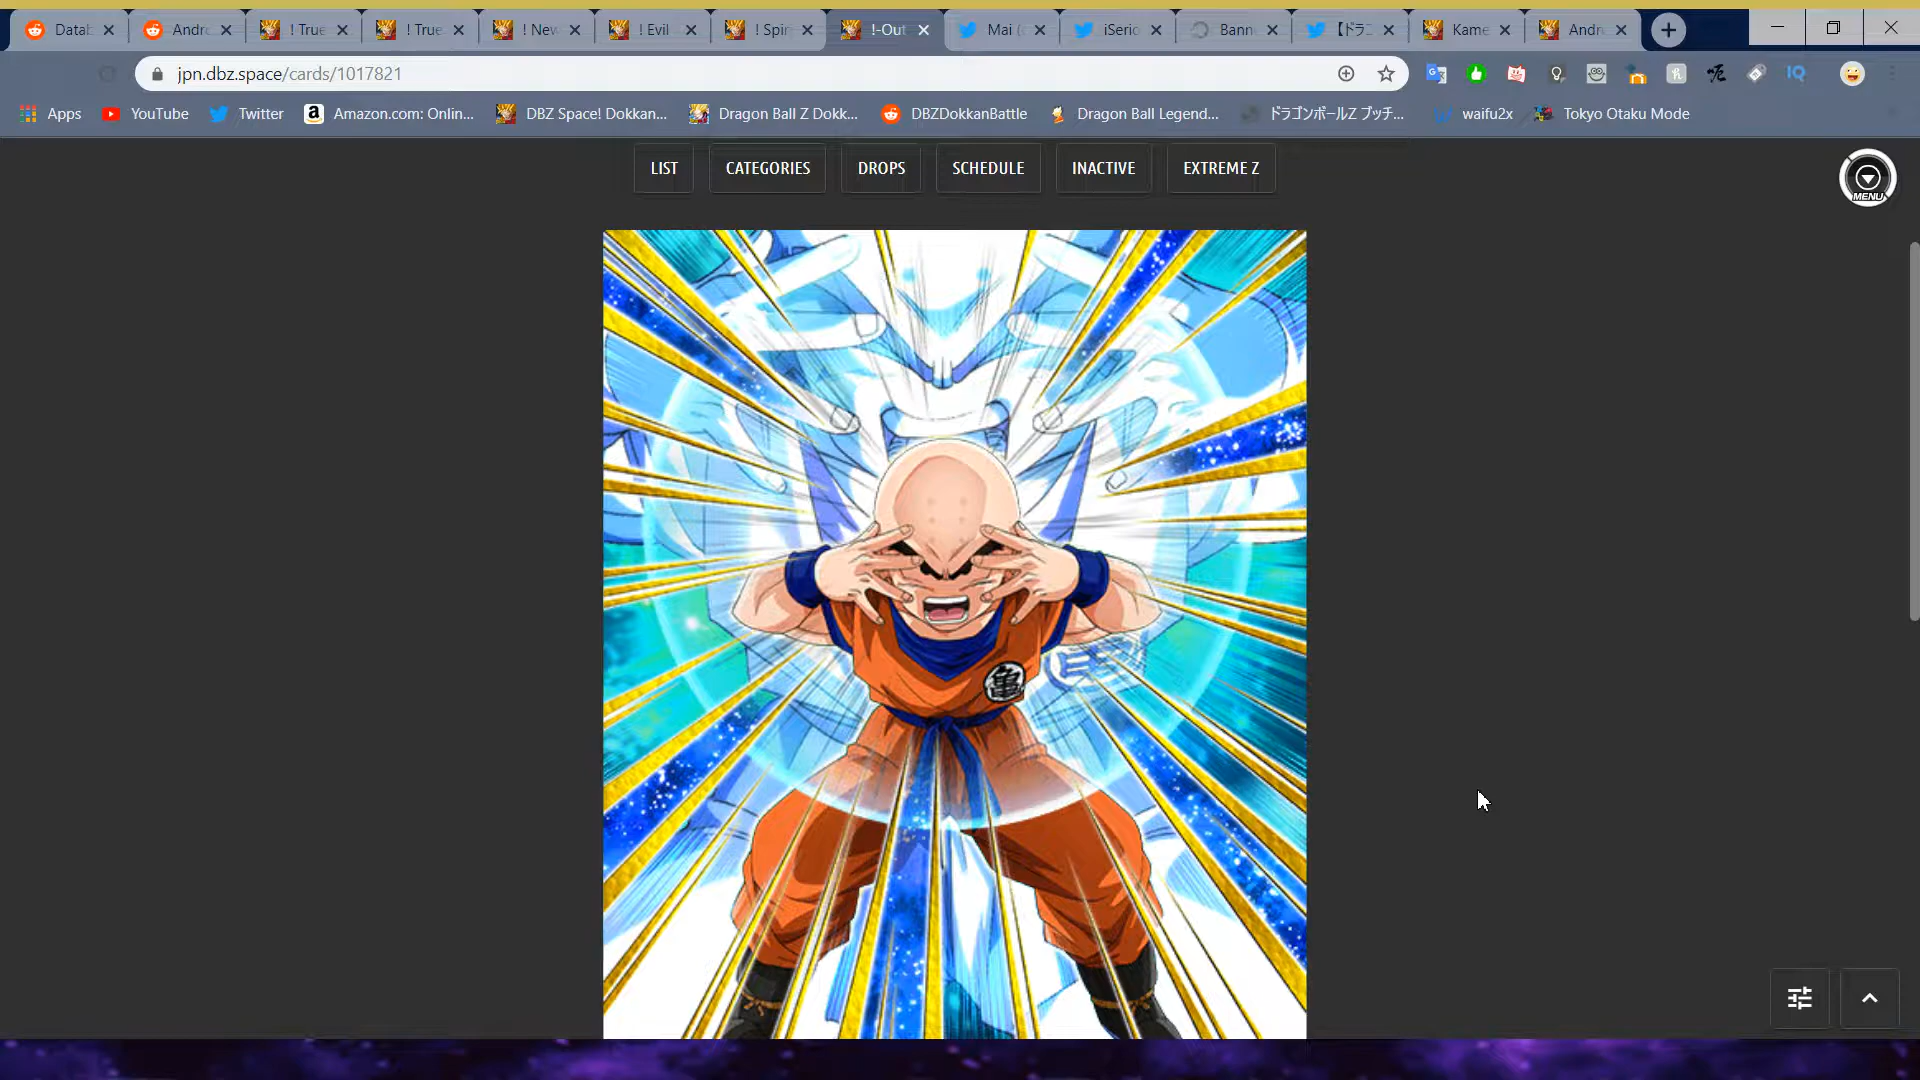 Datab Andro ! True ! True ! New ! Evil ! Spir !-Out Mai ( iSerio Bann 【ドラ Kame Andr
jpn.dbz.space/cards/1017821
Apps YouTube Twitter Amazon.com: Onlin... DBZ Space! Dokkan... Dragon Ball Z Dokk... DBZDokkanBattle Dragon Ball Legend... ドラゴンボールZ ブッチ... waifu2x Tokyo Otaku Mode
LIST CATEGORIES DROPS SCHEDULE INACTIVE EXTREME Z
MENU
亀